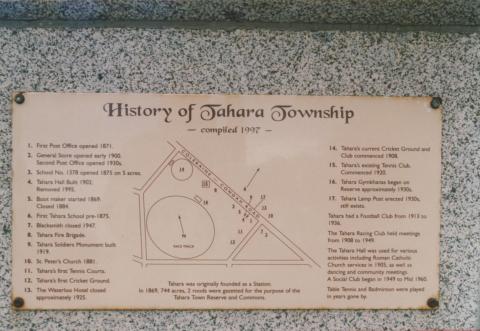 History of Tahara Township
— compiled 1997 —
1. First Post Office opened 1871.
2. General Store opened early 1900.
Second Post Office opened 1930s.
3. School No. 1578 opened 1875 on 5 acres.
4. Tahara Hall Built 1902;
Removed 1995.
5. Boot maker started 1869.
Closed 1884.
6. First Tahara School pre-1875.
7. Blacksmith closed 1947.
8. Tahara Fire Brigade.
9. Tahara Soldiers Monument built
1919.
10. St. Peter's Church 1881.
11. Tahara's first Tennis Courts.
12. Tahara's first Cricket Ground.
13. The Waterloo Hotel closed
approximately 1925.
COLERAINE - CONDAH ROAD
RACE TRACK
Tahara was originally founded as a Station.
In 1869, 744 acres, 2 roods were gazetted for the purpose of the
Tahara Town Reserve and Commons.
14. Tahara's current Cricket Ground and
Club commenced 1908.
15. Tahara's existing Tennis Club.
Commenced 1920.
16. Tahara Gymkhanas began on
Reserve approximately 1930s.
17. Tahara Lamp Post erected 1930s,
still exists.
Tahara had a Football Club from 1913 to
1936.
The Tahara Racing Club held meetings
from 1908 to 1949.
The Tahara Hall was used for various
activities including Roman Catholic
Church services in 1905, as well as
dancing and community meetings.
A Social Club began in 1949 to Mid 1960.
Table Tennis and Badminton were played
in years gone by.